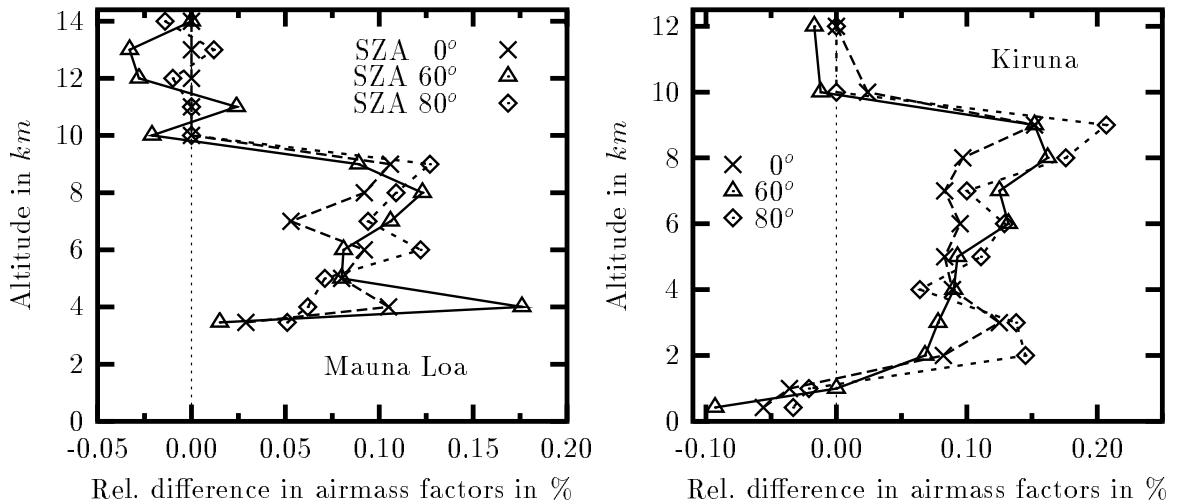 14
12
10
8
6
4
2
0
Altitude in km
SZA 0°
SZA 60°
SZA 80°
Mauna Loa
-0.05 0.00 0.05 0.10 0.15 0.20
Rel. difference in airmass factors in %
12
10
8
6
4
2
0
Altitude in km
Kiruna
0°
60°
80°
-0.10 0.00 0.10 0.20
Rel. difference in airmass factors in %